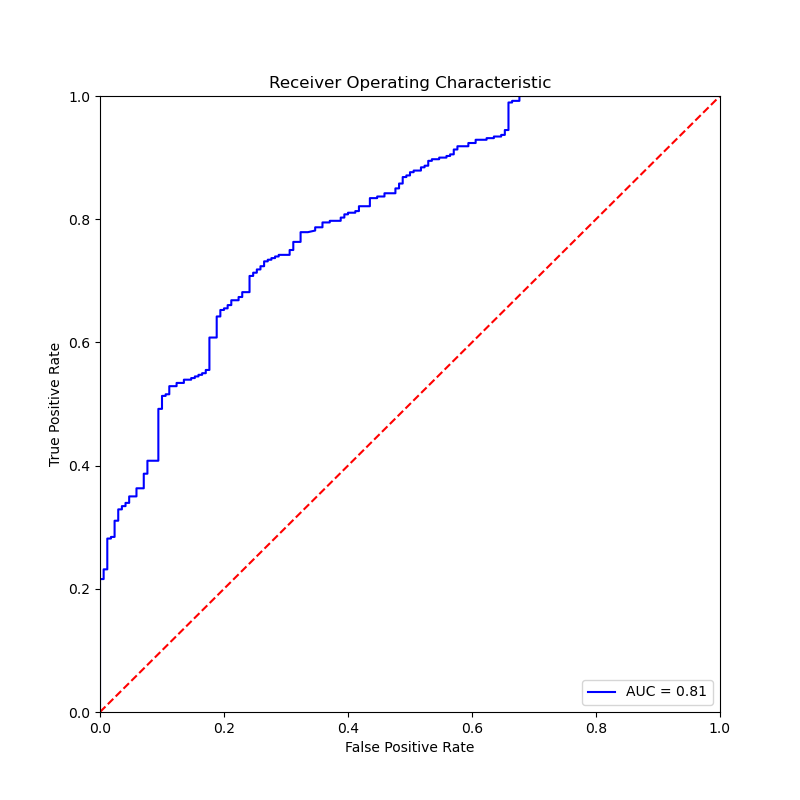 Receiver Operating Characteristic
True Positive Rate
1.0
0.8
0.6
0.4
0.2
0.0
AUC = 0.81
0.0 0.2 0.4 0.6 0.8 1.0
False Positive Rate